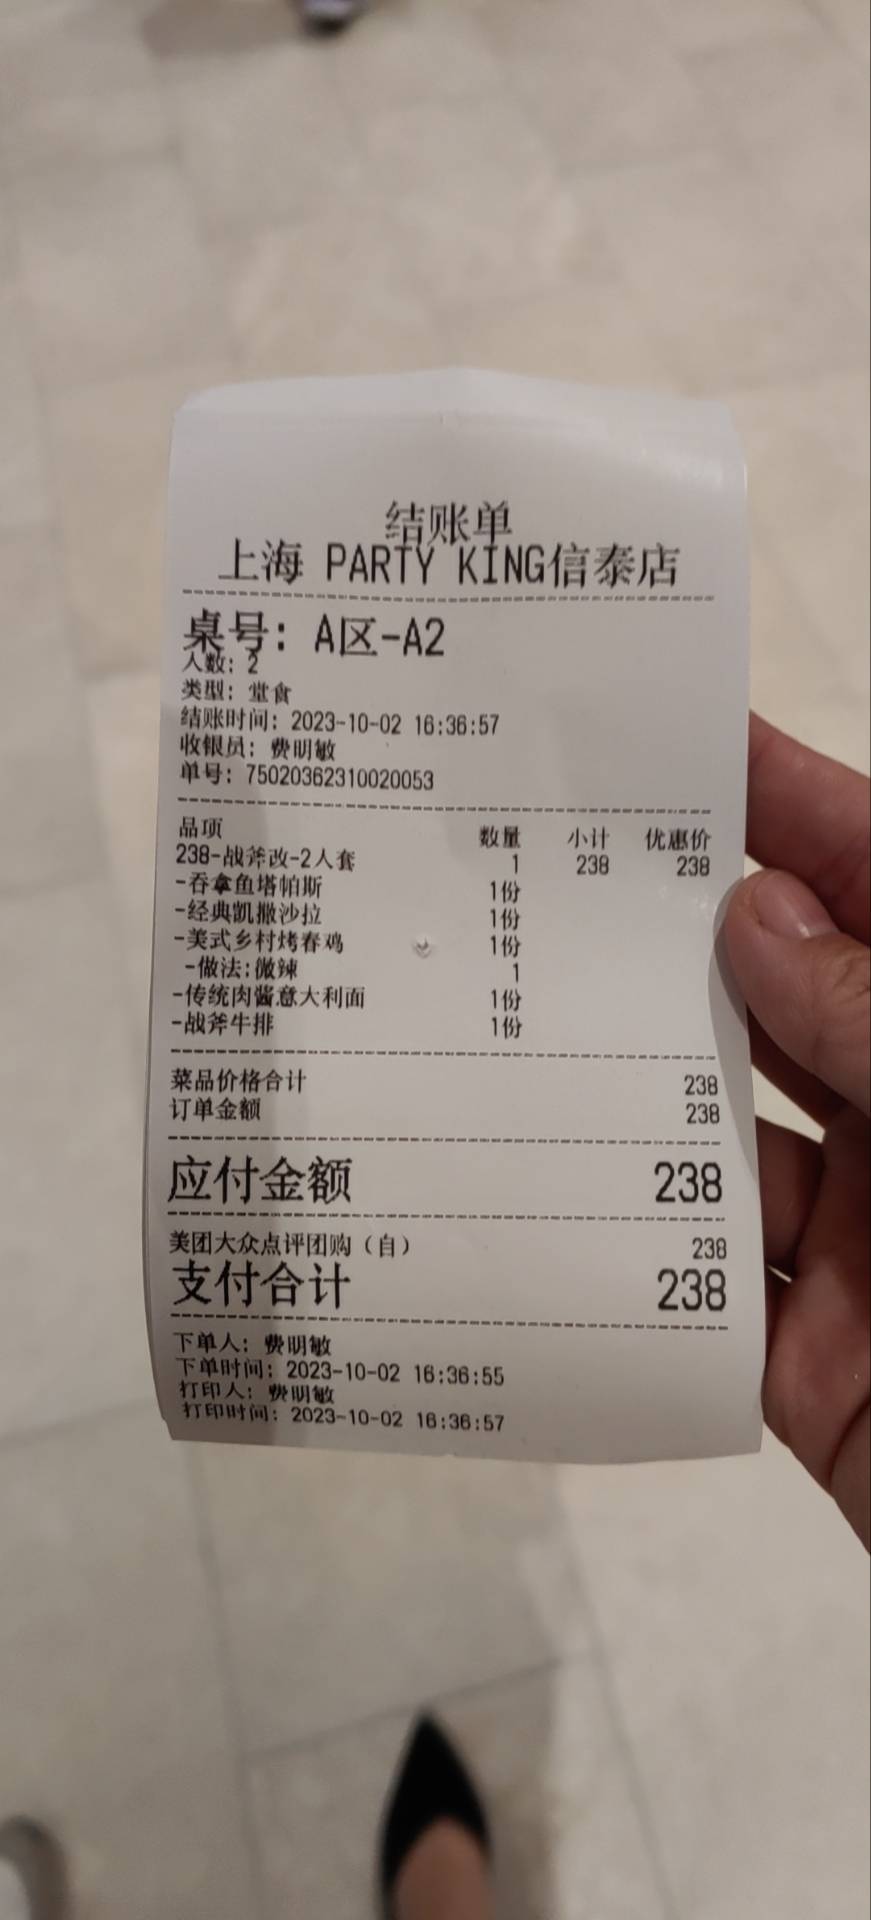 结账单
上海 PARTY KING信泰店
桌号: A区-A2
人数: 2
类型: 堂食
结账时间: 2023-10-02 16:36:57
收银员: 费明敏
单号: 75020362310020053
品项 数量 小计 优惠价
238-战斧改-2人套 1 238 238
-吞拿鱼塔帕斯 1份
-经典凯撒沙拉 1份
-美式乡村烤春鸡 1份
-做法:微辣 1
-传统肉酱意大利面 1份
-战斧牛排 1份
菜品价格合计 238
订单金额 238
应付金额 238
美团大众点评团购(自) 238
支付合计 238
下单人: 费明敏
下单时间: 2023-10-02 16:36:55
打印人: 费明敏
打印时间: 2023-10-02 16:36:57